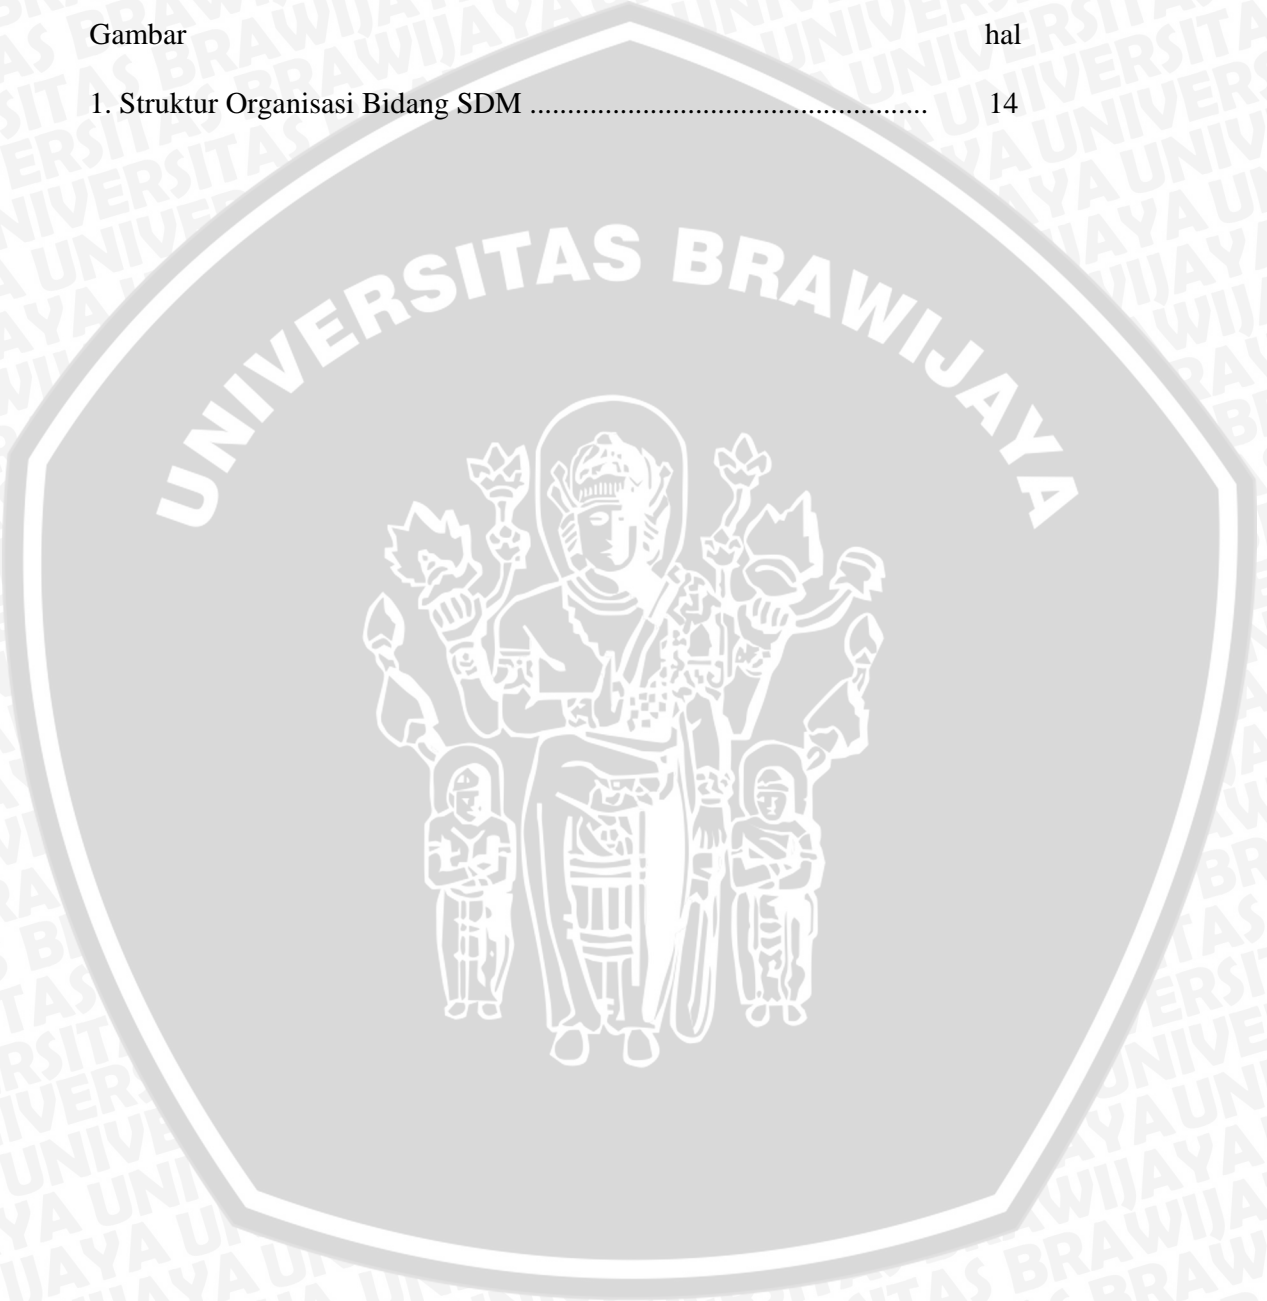 Gambar hal
1. Struktur Organisasi Bidang SDM ..................................................... 14
UNIVERSITAS BRAWIJAYA